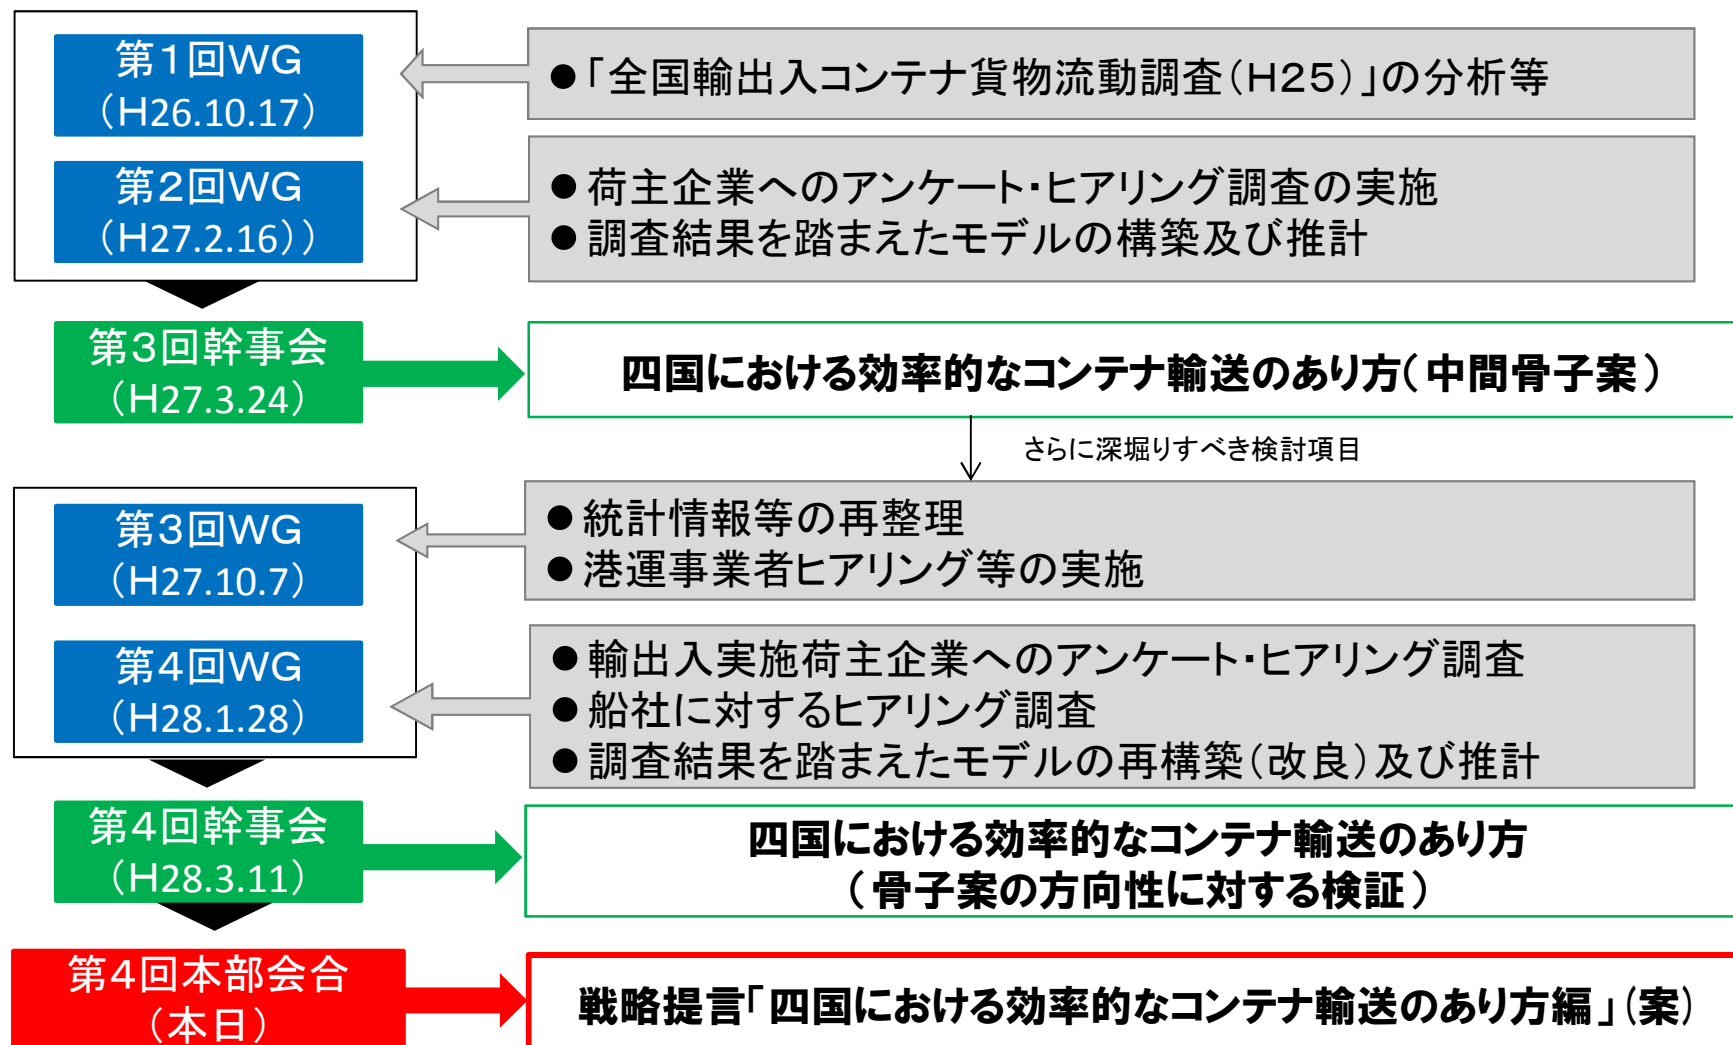 第１回WG
（H26.10.17）
●「全国輸出入コンテナ貨物流動調査（H25）」の分析等
第２回WG
（H27.2.16））
●荷主企業へのアンケート・ヒアリング調査の実施
●調査結果を踏まえたモデルの構築及び推計
第３回幹事会
（H27.3.24）
四国における効率的なコンテナ輸送のあり方（中間骨子案）
さらに深堀りすべき検討項目
第３回WG
（H27.10.7）
●統計情報等の再整理
●港運事業者ヒアリング等の実施
第４回WG
（H28.1.28）
●輸出入実施荷主企業へのアンケート・ヒアリング調査
●船社に対するヒアリング調査
●調査結果を踏まえたモデルの再構築（改良）及び推計
第４回幹事会
（H28.3.11）
四国における効率的なコンテナ輸送のあり方
（骨子案の方向性に対する検証）
第４回本部会合
（本日）
戦略提言「四国における効率的なコンテナ輸送のあり方編」（案）